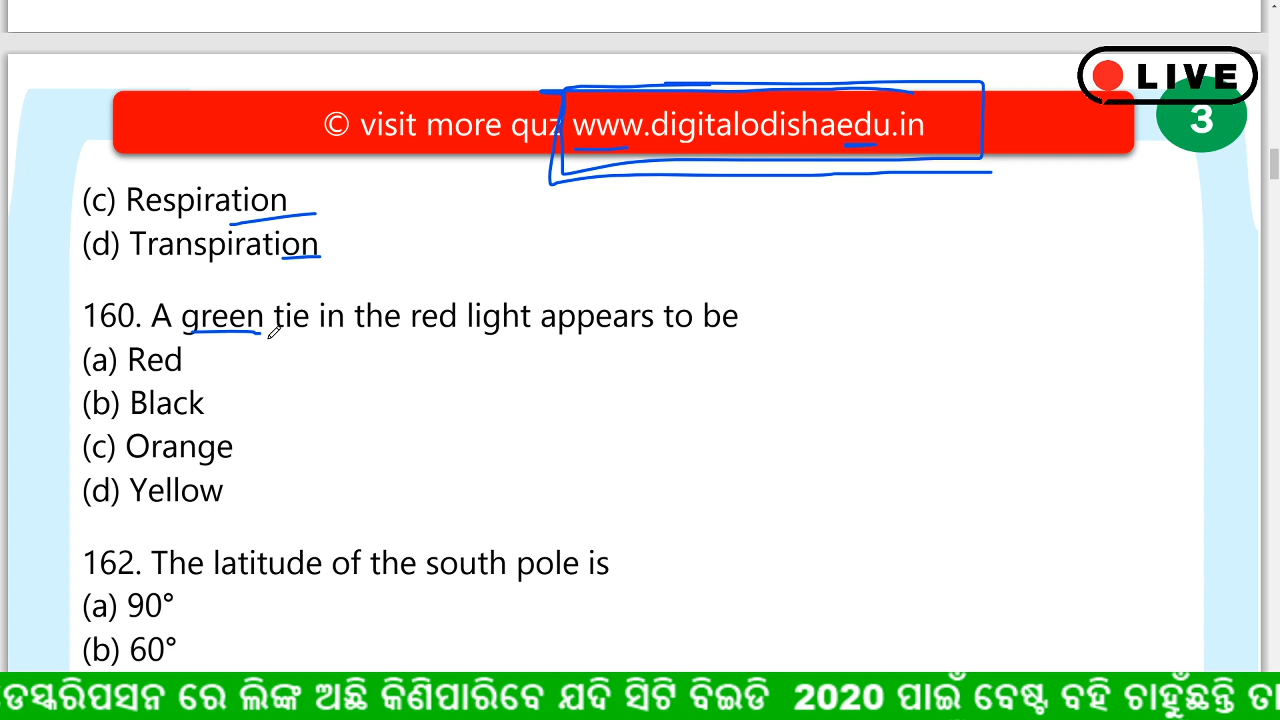 LIVE
© visit more quz www.digitalodishaedu.in
3
(c) Respiration
(d) Transpiration
160. A green tie in the red light appears to be
(a) Red
(b) Black
(c) Orange
(d) Yellow
162. The latitude of the south pole is
(a) 90°
(b) 60°
ଡେସ୍କରିପସନ ରେ ଲିଙ୍କ ଅଛି କିଣିପାରିବେ ଯଦି ସିଟି ବିଇଡି 2020 ପାଇଁ ବେଷ୍ଟ ବହି ଚାହୁଁଛନ୍ତି